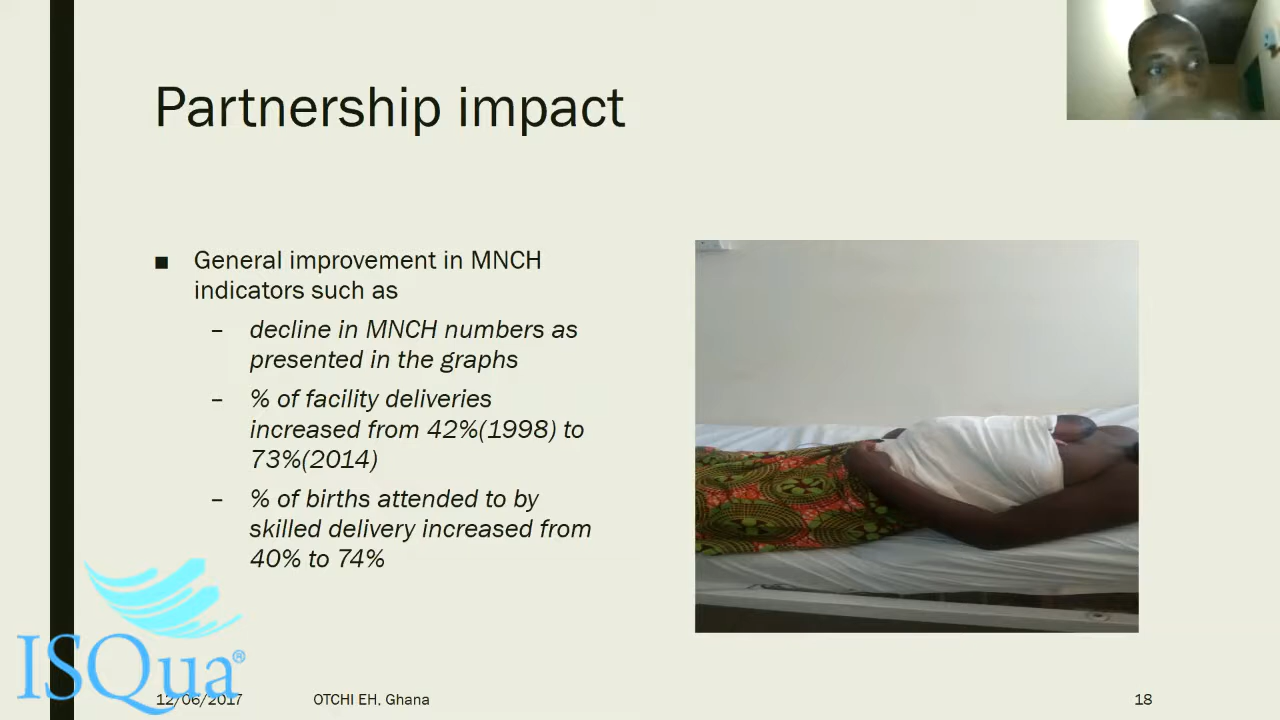 Partnership impact
■ General improvement in MNCH
indicators such as
– decline in MNCH numbers as
presented in the graphs
– % of facility deliveries
increased from 42%(1998) to
73%(2014)
– % of births attended to by
skilled delivery increased from
40% to 74%
ISQua®
12/06/2017 OTCHI EH, Ghana 18